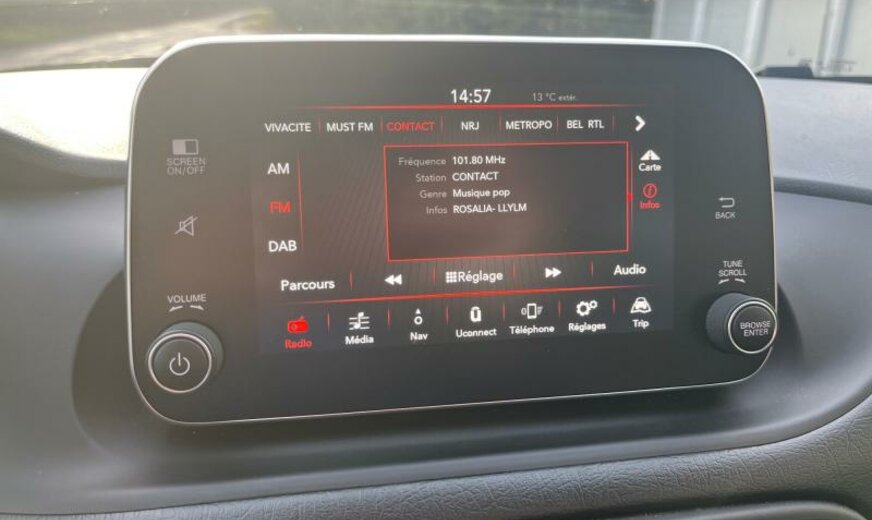 14:57 13 °C extér.
VIVACITE MUST FM CONTACT NRJ METROPO BEL RTL
SCREEN
ON/OFF
AM
FM
DAB
Fréquence 101.80 MHz
Station CONTACT
Genre Musique pop
Infos ROSALIA- LLYLM
Carte
Infos
BACK
Parcours Réglage Audio
VOLUME
TUNE
SCROLL
Radio Média Nav Uconnect Téléphone Réglages Trip
BROWSE
ENTER